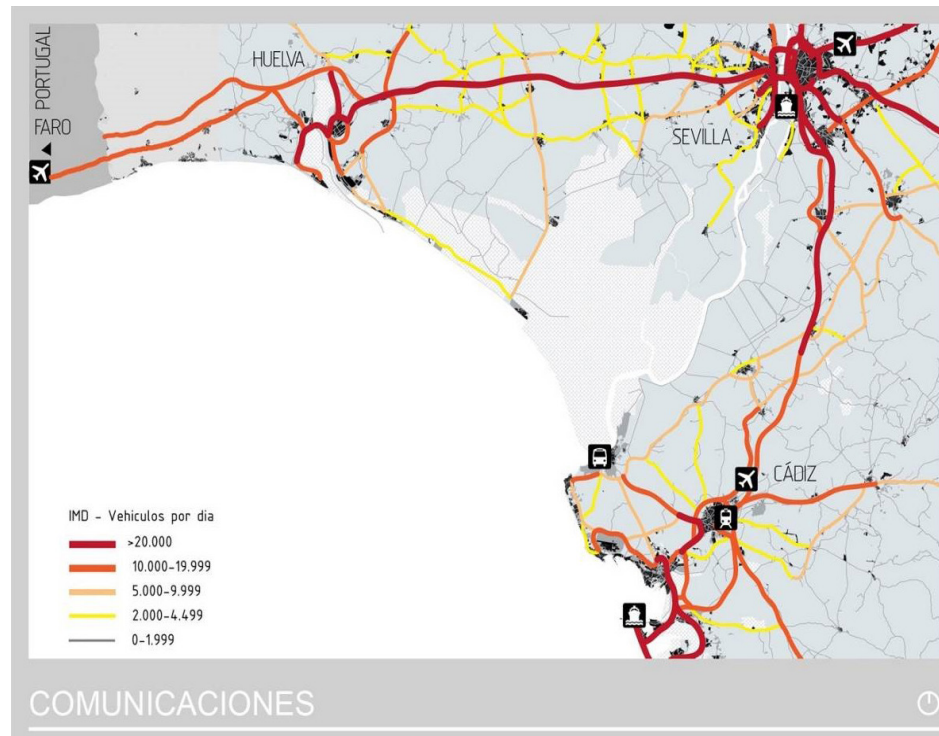 PORTUGAL
FARO
HUELVA
SEVILLA
CÁDIZ
IMD - Vehiculos por dia
>20.000
10.000-19.999
5.000-9.999
2.000-4.499
0-1.999
COMUNICACIONES